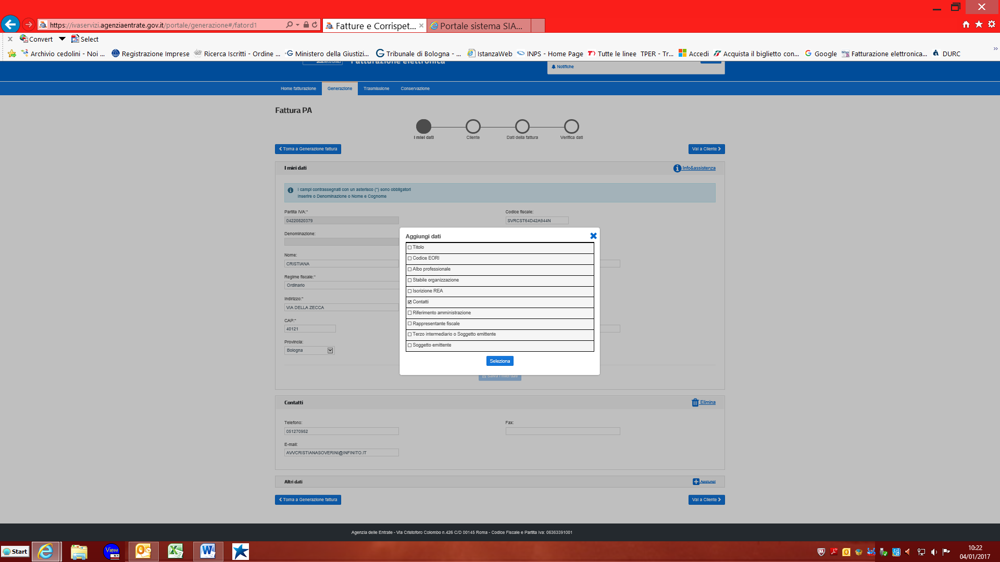 https://ivaservizi.agenziaentrate.gov.it/portale/generazione#/fatord1
Fatture e Corrispet...
Portale sistema SIA...
Convert
Select
Archivio cedolini - Noi ...
Registrazione Imprese
Ricerca Iscritti - Ordine ...
Ministero della Giustizi...
Tribunale di Bologna - ...
IstanzaWeb
INPS - Home Page
Tutte le linee TPER - Tr...
Accedi
Acquista il biglietto con...
Google
Fatturazione elettronica...
DURC
Fatturazione elettronica
Notifiche
Home fatturazione
Generazione
Trasmissione
Conservazione
Fattura PA
I miei dati
Cliente
Dati della fattura
Verifica dati
Torna a Generazione fattura
Vai a Cliente
I miei dati
Info&assistenza
I campi contrassegnati con un asterisco (*) sono obbligatori
Inserire o Denominazione o Nome e Cognome
Partita IVA:*
Codice fiscale:
04220820379
SVRCST64D42A944N
Denominazione:
Nome:
CRISTIANA
Regime fiscale:*
Ordinario
Indirizzo:*
VIA DELLA ZECCA
CAP:*
40121
Provincia:
Bologna
Aggiungi dati
Titolo
Codice EORI
Albo professionale
Stabile organizzazione
Iscrizione REA
Contatti
Riferimento amministrazione
Rappresentante fiscale
Terzo intermediario o Soggetto emittente
Soggetto emittente
Seleziona
Salva i miei dati
Contatti
Elimina
Telefono:
Fax:
051270952
E-mail:
AVVCRISTIANASOVERINI@INFINITO.IT
Altri dati
Aggiungi
Torna a Generazione fattura
Vai a Cliente
Agenzia delle Entrate - Via Cristoforo Colombo n.426 C/D 00145 Roma - Codice Fiscale e Partita Iva: 06363391001
Start
View
N1
10:22
04/01/2017